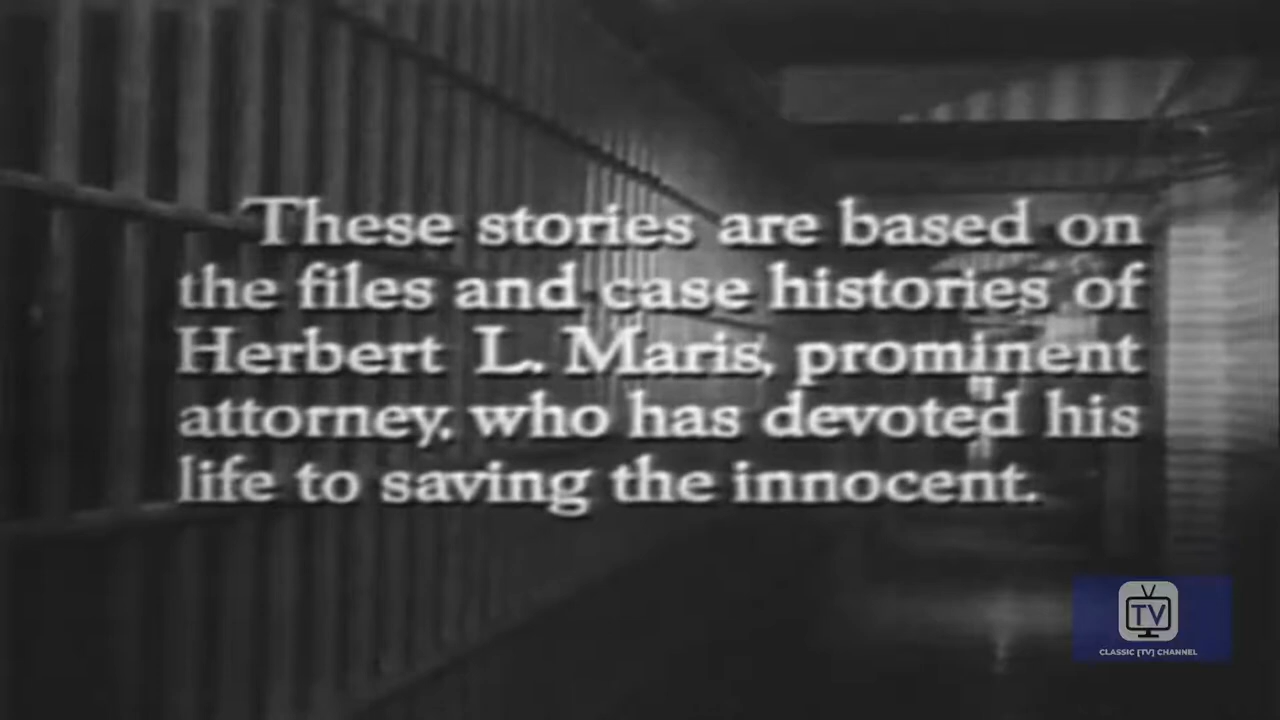 These stories are based on
the files and case histories of
Herbert L. Maris, prominent
attorney, who has devoted his
life to saving the innocent.
TV
CLASSIC [TV] CHANNEL